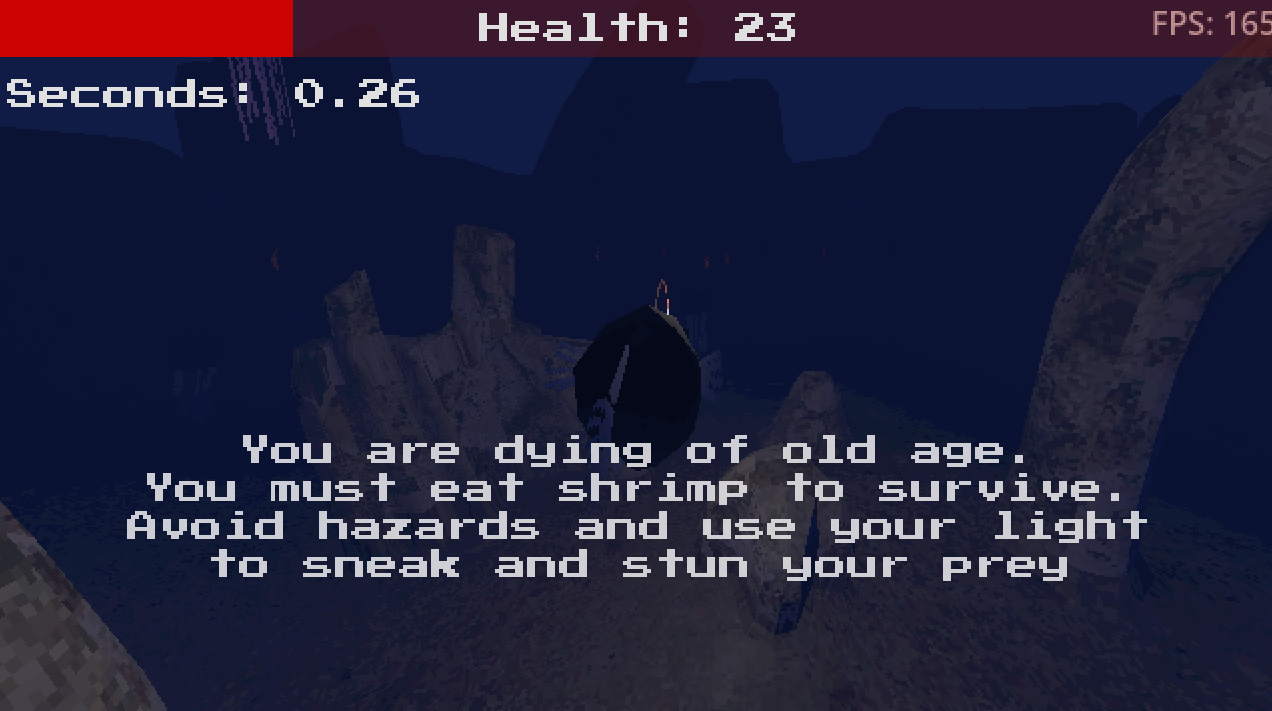 Health: 23
FPS: 165
Seconds: 0.26
You are dying of old age.
You must eat shrimp to survive.
Avoid hazards and use your light
to sneak and stun your prey